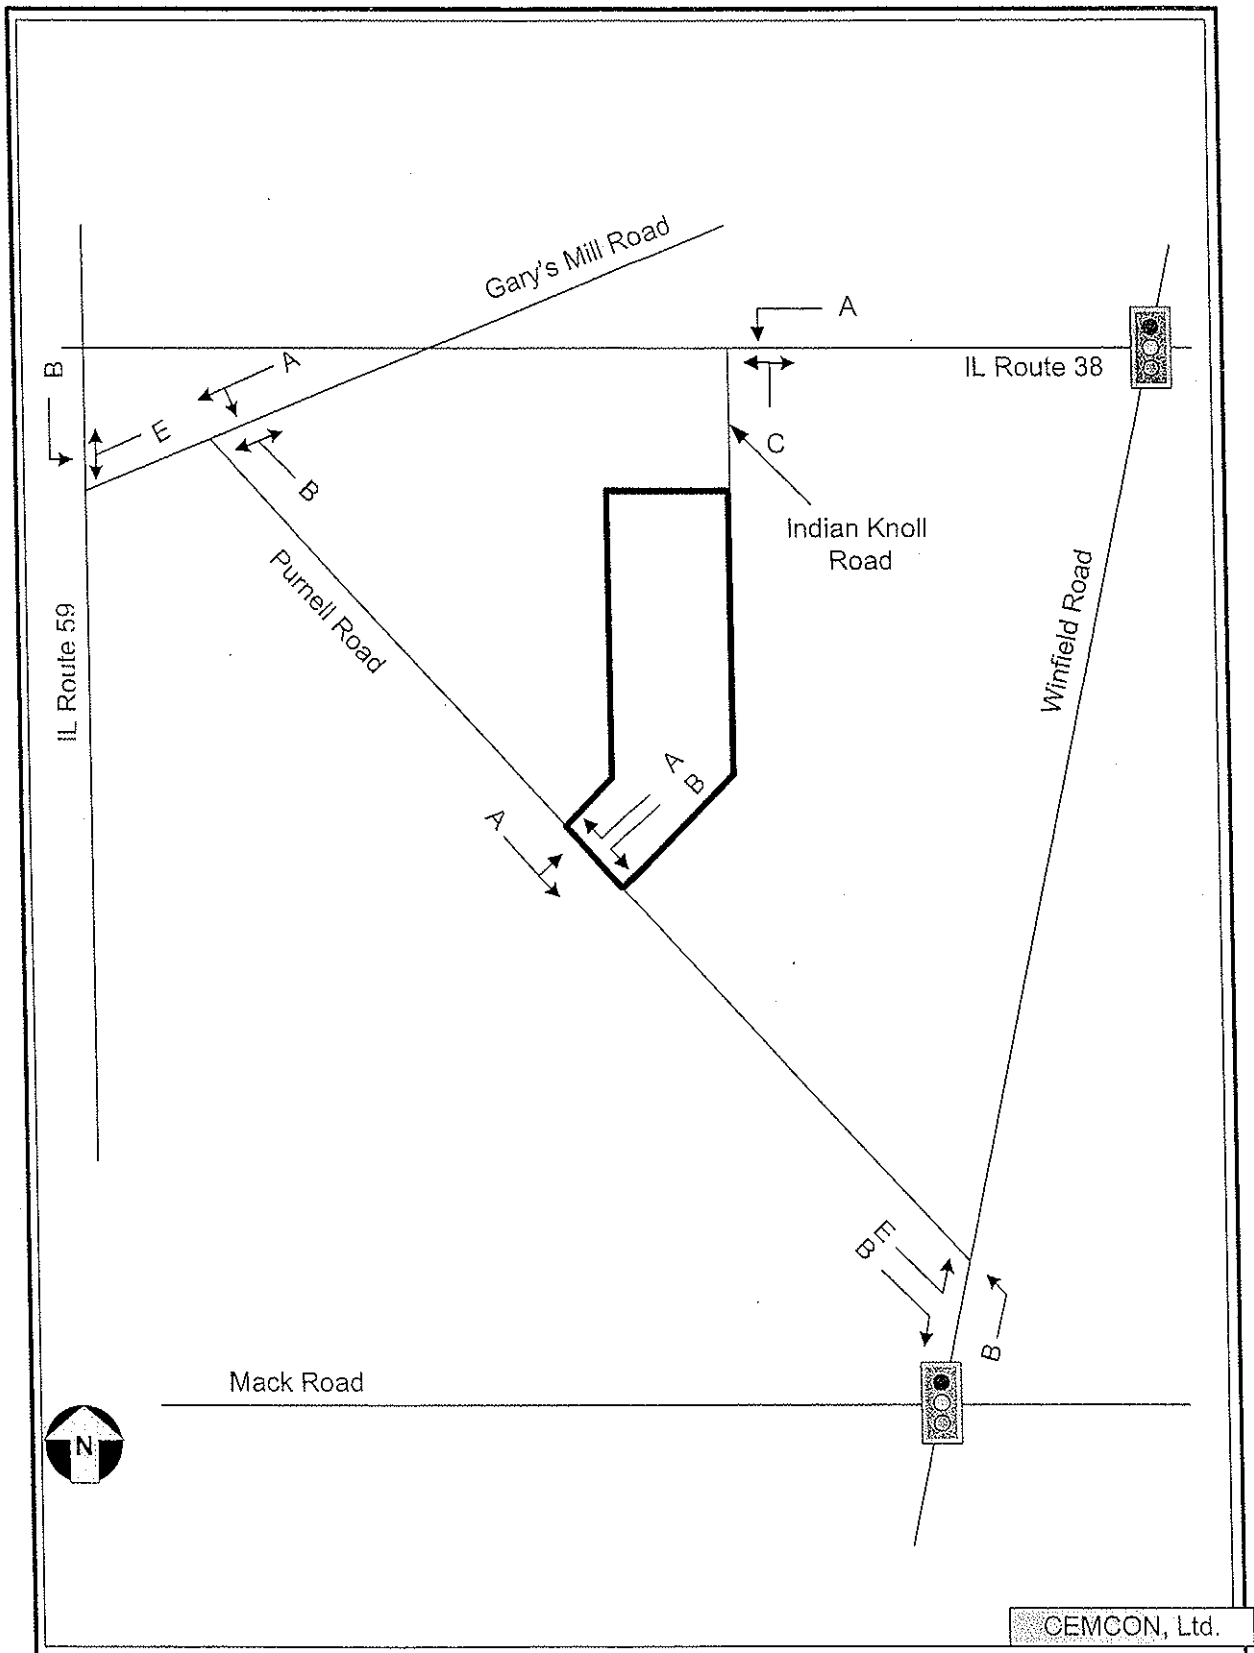 Gary's Mill Road
A
B
A
IL Route 38
E
C
B
Indian Knoll
Road
Purnell Road
Winfield Road
IL Route 59
A
B
A
E
B
B
Mack Road
N
CEMCON, Ltd.